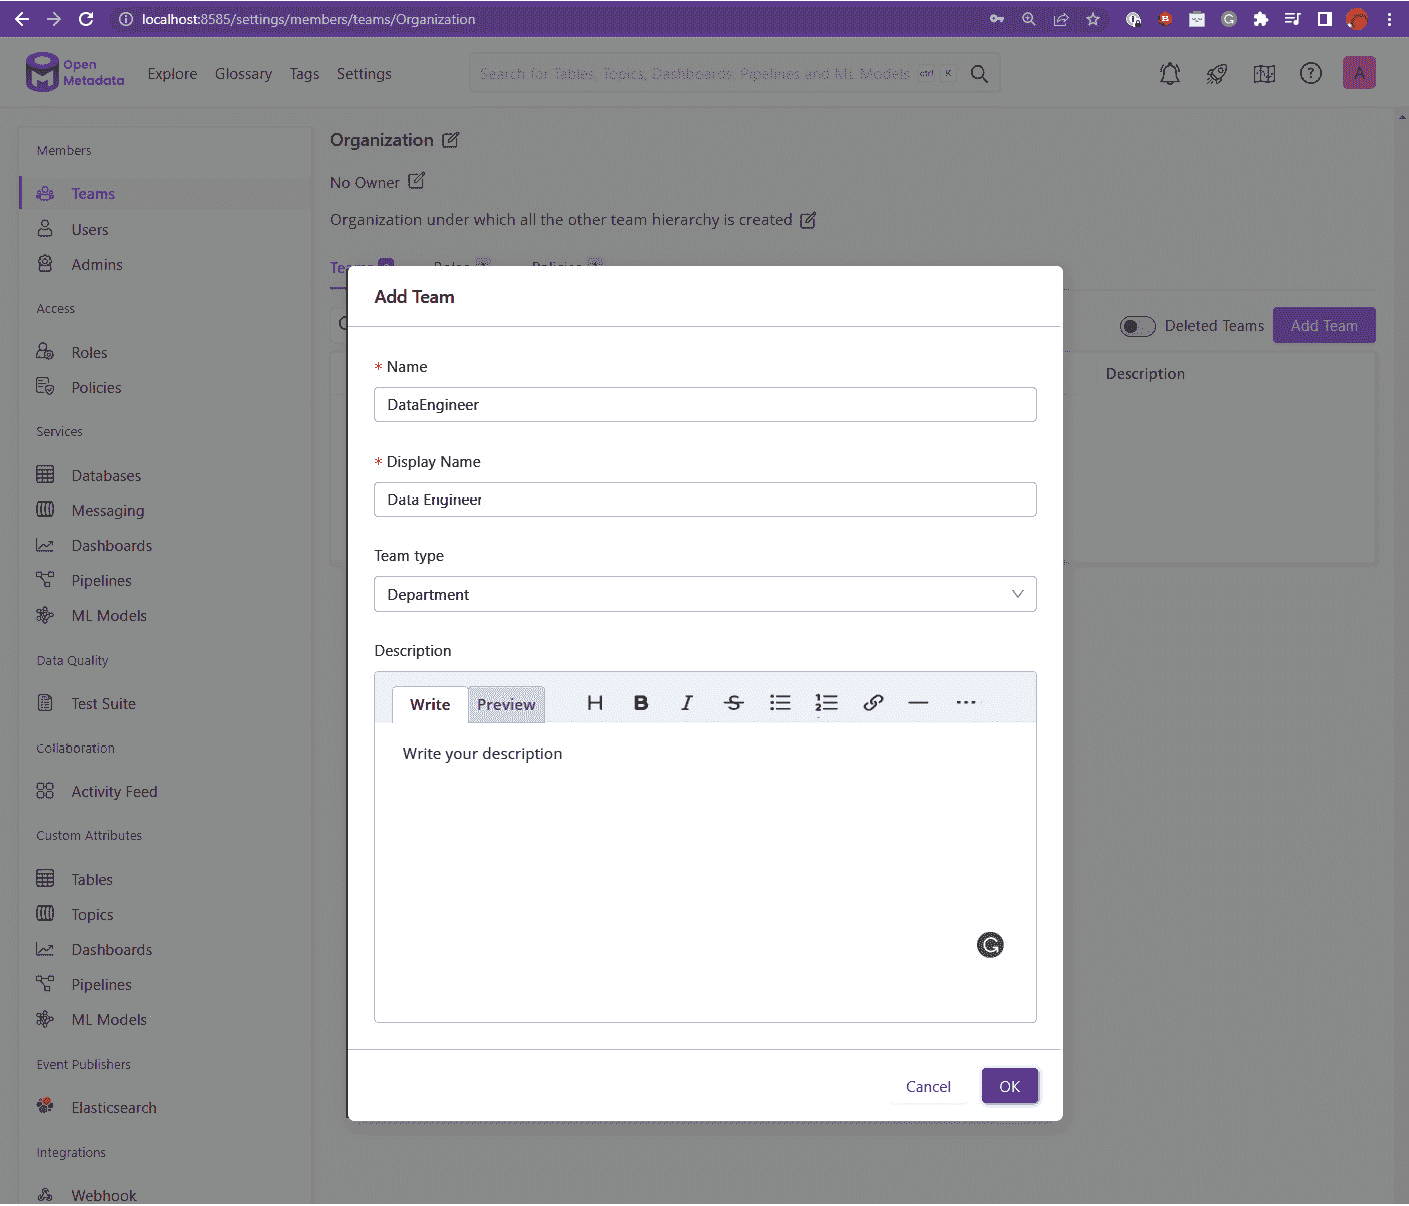 localhost:8585/settings/members/teams/Organization
Open
Metadata
Explore Glossary Tags Settings
Search for Tables, Topics, Dashboards, Pipelines and ML Models ctrl K
A
Members
Teams
Users
Admins
Access
Roles
Policies
Services
Databases
Messaging
Dashboards
Pipelines
ML Models
Data Quality
Test Suite
Collaboration
Activity Feed
Custom Attributes
Tables
Topics
Dashboards
Pipelines
ML Models
Event Publishers
Elasticsearch
Integrations
Webhook
Organization
No Owner
Organization under which all the other team hierarchy is created
Teams Roles Policies
Deleted Teams Add Team
Description
Add Team
* Name
DataEngineer
* Display Name
Data Engineer
Team type
Department
Description
Write Preview H B I S
Write your description
Cancel OK